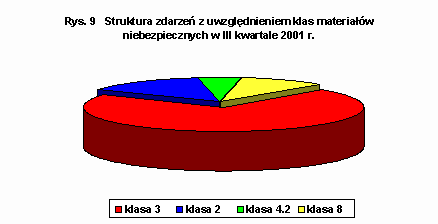 Rys. 9 Struktura zdarzeń z uwzględnieniem klas materiałów
niebezpiecznych w III kwartale 2001 r.
klasa 3 klasa 2 klasa 4.2 klasa 8